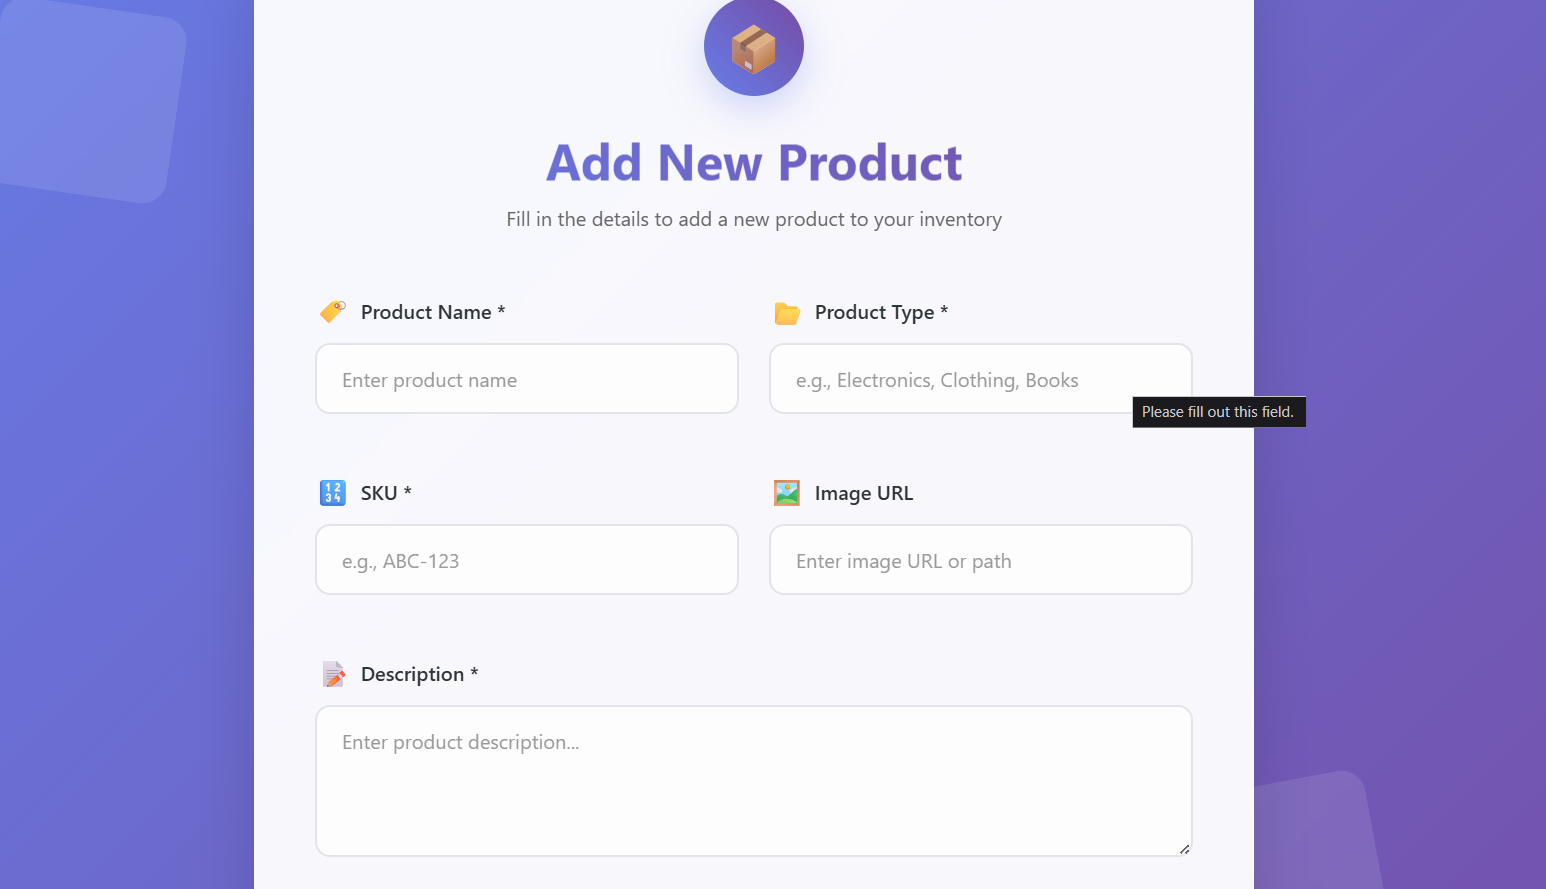 Add New Product
Fill in the details to add a new product to your inventory
Product Name *
Product Type *
Enter product name
e.g., Electronics, Clothing, Books
Please fill out this field.
SKU *
Image URL
e.g., ABC-123
Enter image URL or path
Description *
Enter product description...